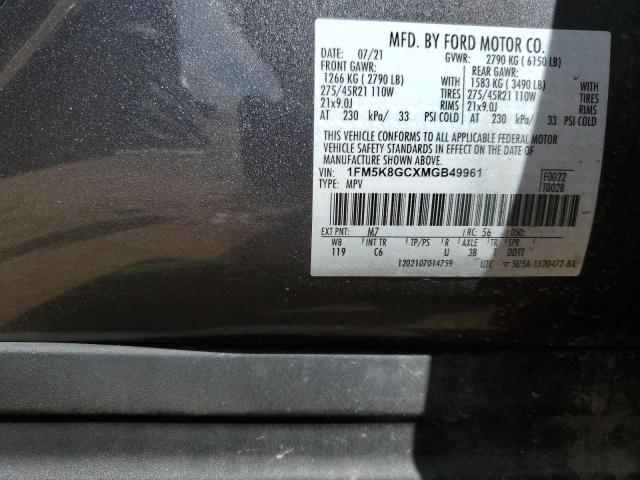 MFD. BY FORD MOTOR CO.
DATE: 07/21 GVWR: 2790 KG ( 6150 LB)
FRONT GAWR: REAR GAWR:
1266 KG ( 2790 LB) WITH 1583 KG ( 3490 LB) WITH
275/45R21 110W TIRES 275/45R21 110W TIRES
21x9.0J RIMS 21x9.0J RIMS
AT 230 kPa/ 33 PSI COLD AT 230 kPa/ 33 PSI COLD
THIS VEHICLE CONFORMS TO ALL APPLICABLE FEDERAL MOTOR
VEHICLE SAFETY STANDARDS IN EFFECT ON THE DATE OF
MANUFACTURE SHOWN ABOVE.
VIN: 1FM5K8GCXMGB49961 F0022
TYPE: MPV T0028
EXT PNT: M7 RC: 56 DSO:
WB INT TR TP/PS R AXLE TR SPR
119 C6 U 3B DDTT
1202107014759 UTC ▽ 5U5A-1520472-BA